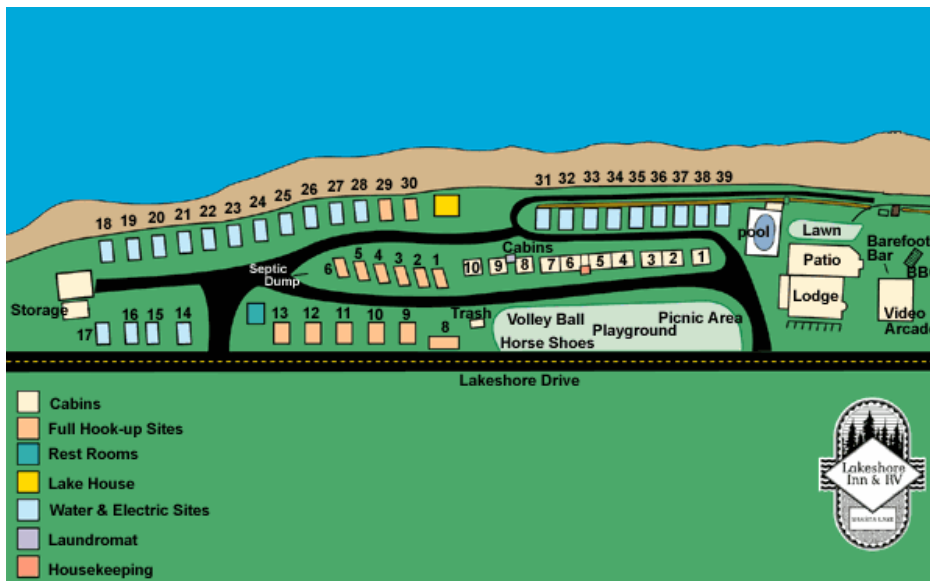 18 19 20 21 22 23 24 25 26 27 28 29 30
31 32 33 34 35 36 37 38 39
pool
Lawn
Barefoot
Bar
BB
Patio
Lodge
Video
Arcad
Cabins
10 9 8 7 6 5 4 3 2 1
6 5 4 3 2 1
Septic
Dump
Storage
17 16 15 14
13 12 11 10 9 8
Trash
Volley Ball
Horse Shoes
Playground
Picnic Area
Lakeshore Drive
Cabins
Full Hook-up Sites
Rest Rooms
Lake House
Water & Electric Sites
Laundromat
Housekeeping
Lakeshore
Inn & RV